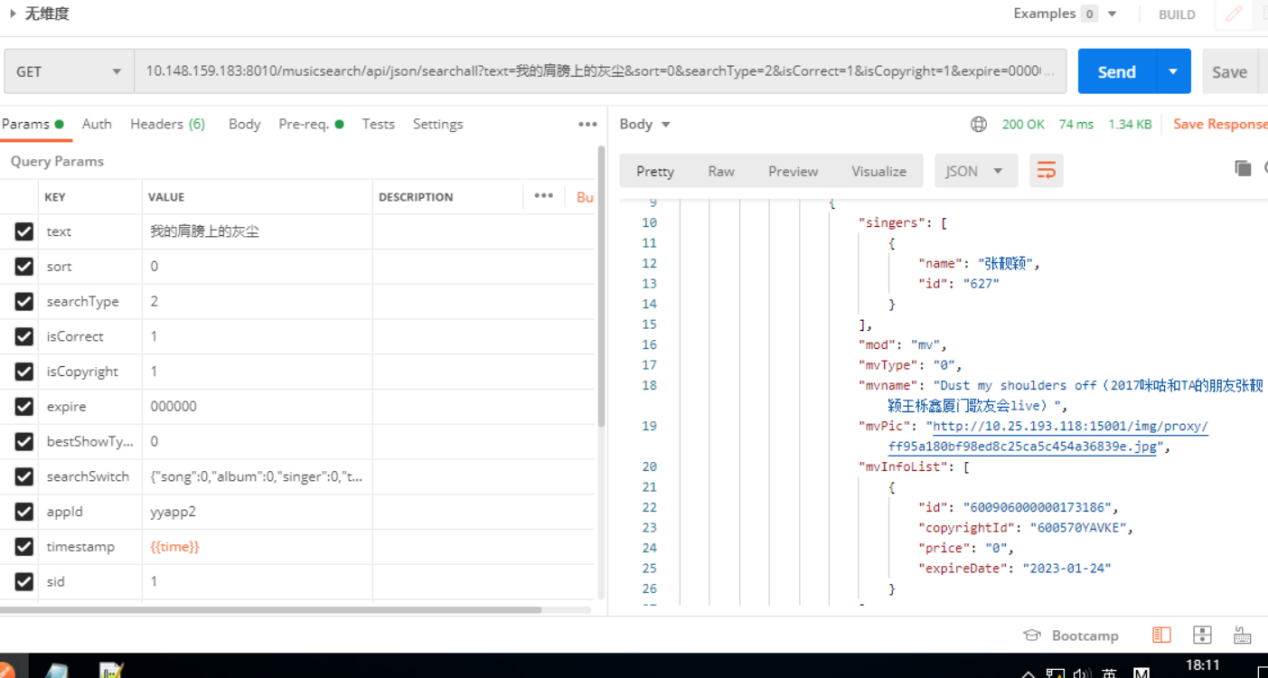 无维度
Examples 0 BUILD
GET 10.148.159.183:8010/musicsearch/api/json/searchall?text=我的肩膀上的灰尘&sort=0&searchType=2&isCorrect=1&isCopyright=1&expire=0000... Send Save
Params Auth Headers (6) Body Pre-req. Tests Settings ••• Body 200 OK 74 ms 1.34 KB Save Response
Query Params Pretty Raw Preview Visualize JSON
KEY VALUE DESCRIPTION ••• Bu
text 我的肩膀上的灰尘
sort 0
searchType 2
isCorrect 1
isCopyright 1
expire 000000
bestShowTy... 0
searchSwitch {"song":0,"album":0,"singer":0,"t...
appId yyapp2
timestamp {{time}}
sid 1
9 {
10 "singers": [
11 {
12 "name": "张靓颖",
13 "id": "627"
14 }
15 ],
16 "mod": "mv",
17 "mvType": "0",
18 "mvname": "Dust my shoulders off（2017咪咕和TA的朋友张靓
颖王栎鑫厦门歌友会live）",
19 "mvPic": "http://10.25.193.118:15001/img/proxy/
ff95a180bf98ed8c25ca5c454a36839e.jpg",
20 "mvInfoList": [
21 {
22 "id": "600906000000173186",
23 "copyrightId": "600570YAVKE",
24 "price": "0",
25 "expireDate": "2023-01-24"
26 }
Bootcamp
英 M 18:11